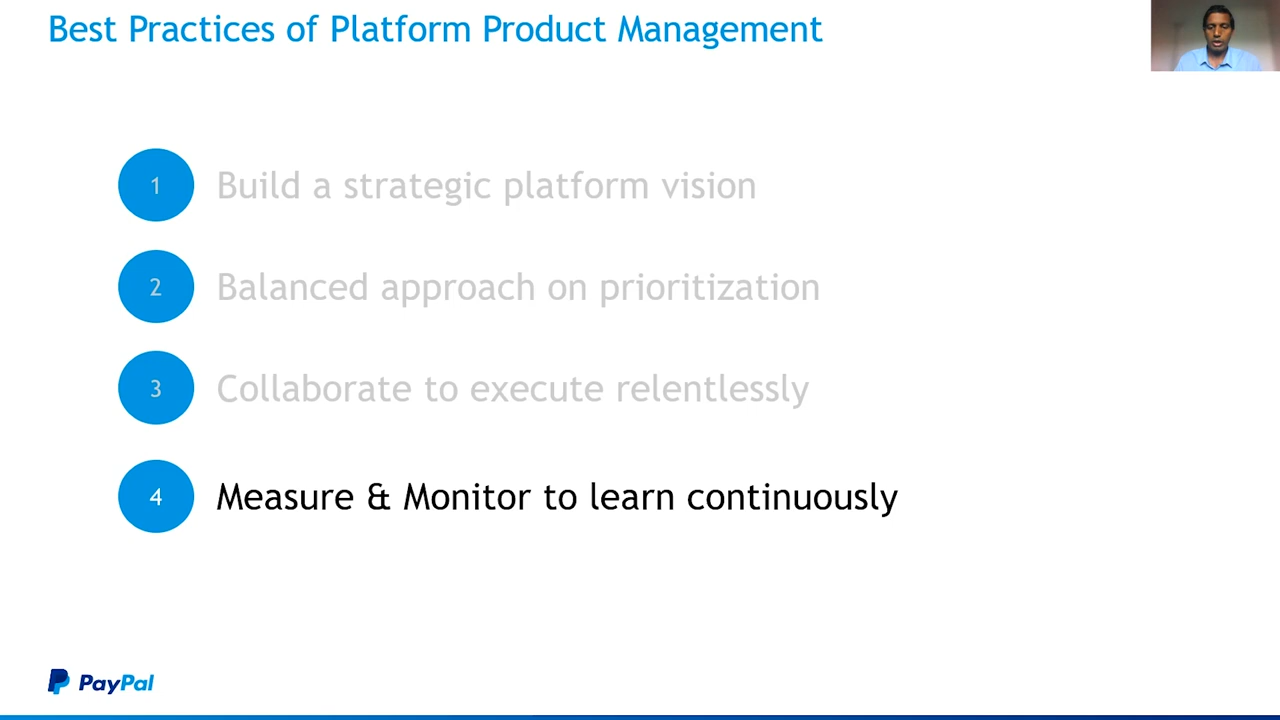 Best Practices of Platform Product Management
1
Build a strategic platform vision
2
Balanced approach on prioritization
3
Collaborate to execute relentlessly
4
Measure & Monitor to learn continuously
PayPal